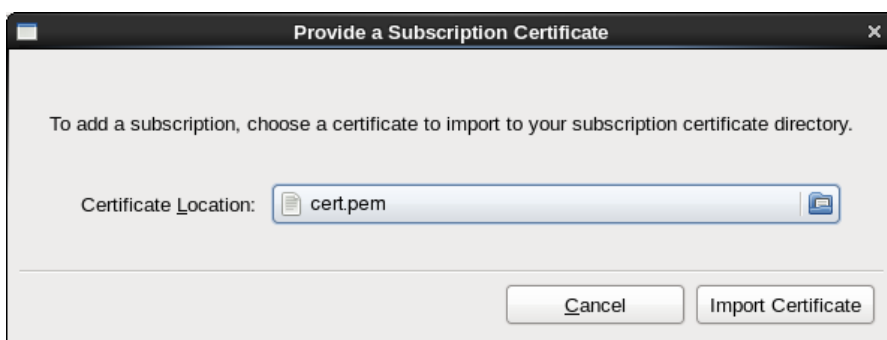 Provide a Subscription Certificate
To add a subscription, choose a certificate to import to your subscription certificate directory.
Certificate Location: cert.pem
Cancel Import Certificate